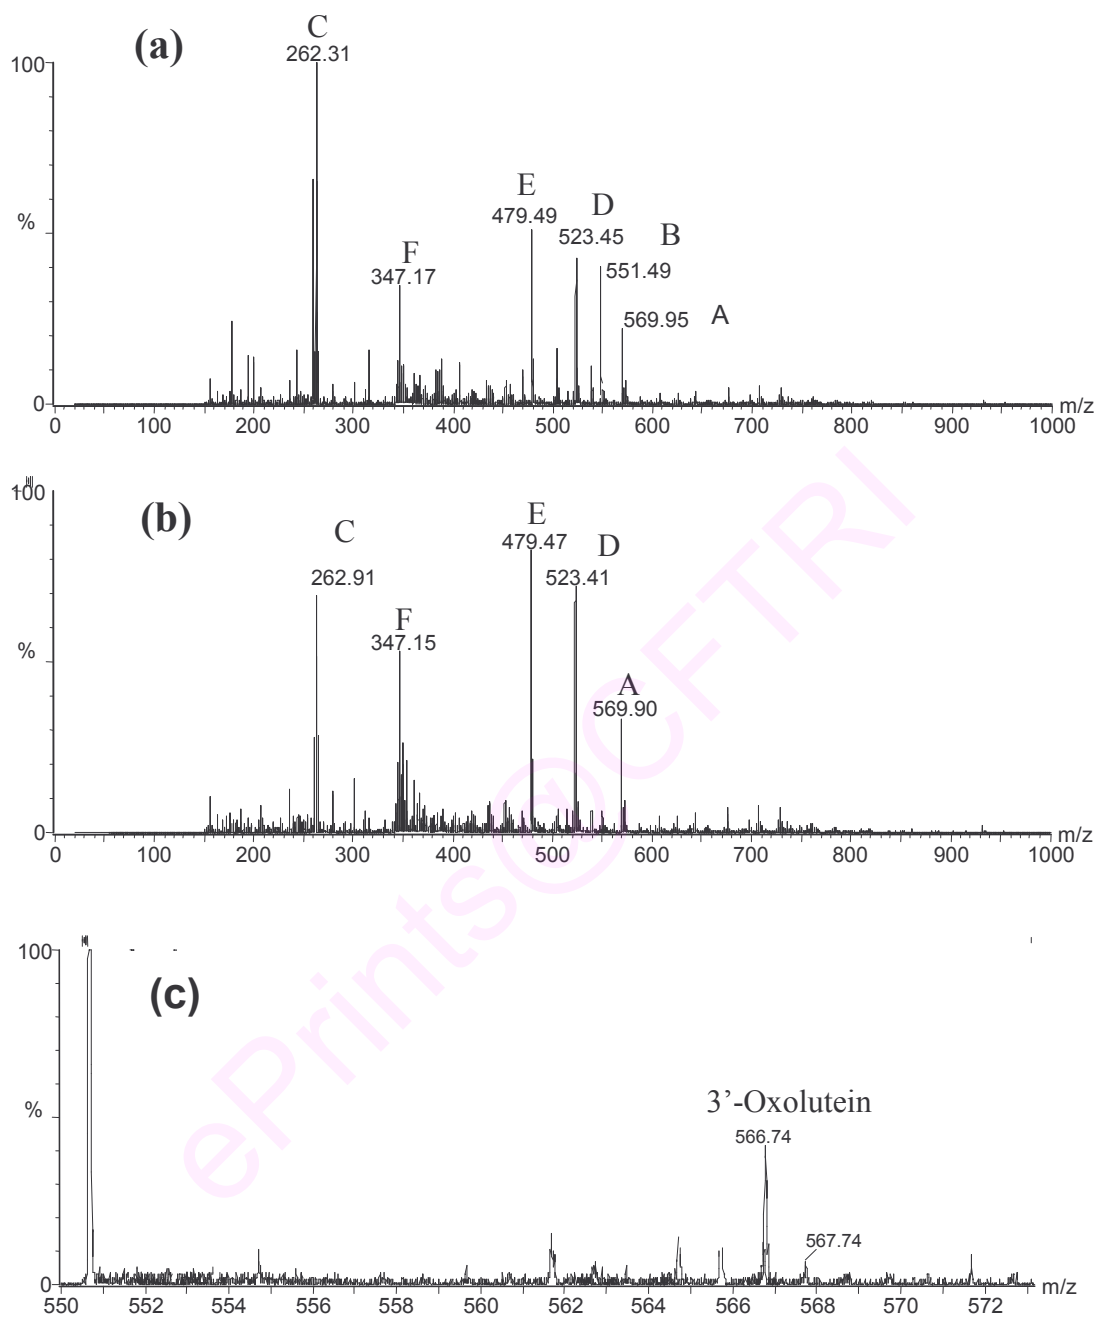 (a)
C
262.31
100
E
479.49
D
523.45
B
%
F
347.17
551.49
569.95 A
0
0 100 200 300 400 500 600 700 800 900 1000 m/z
100
(b)
C
E
479.47
D
262.91
523.41
F
347.15
%
A
569.90
0
0 100 200 300 400 500 600 700 800 900 1000 m/z
100
(c)
3’-Oxolutein
%
566.74
567.74
0
550 552 554 556 558 560 562 564 566 568 570 572 m/z
ePrints@CFTRI